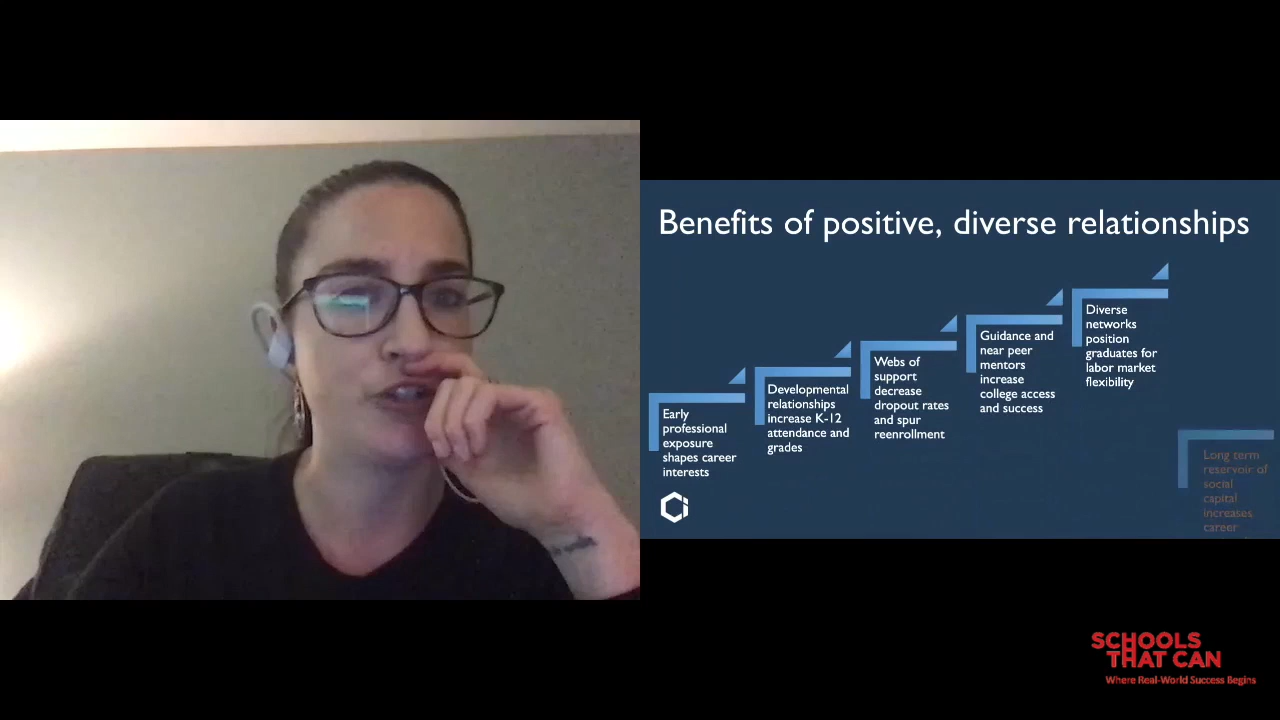 Benefits of positive, diverse relationships
Early
professional
exposure
shapes career
interests
Developmental
relationships
increase K-12
attendance and
grades
Webs of
support
decrease
dropout rates
and spur
reenrollment
Guidance and
near peer
mentors
increase
college access
and success
Diverse
networks
position
graduates for
labor market
flexibility
Long term
reservoir of
social
capital
increases
career
SCHOOLS
THAT CAN
Where Real-World Success Begins